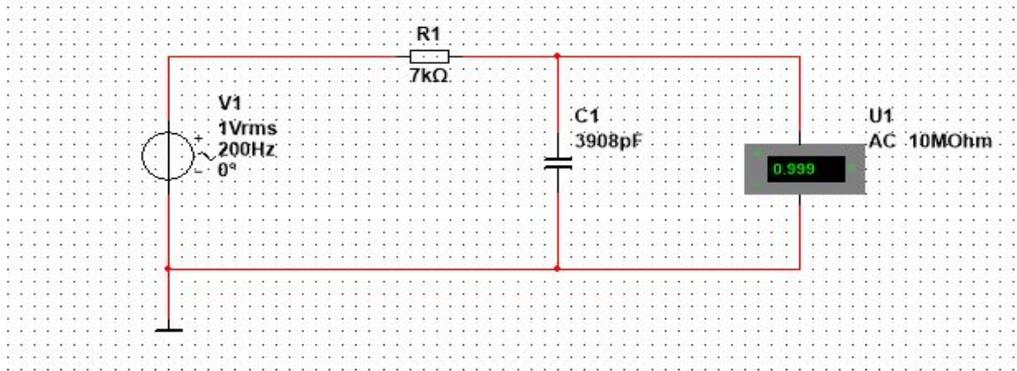 R1
7kΩ
V1
1Vrms
200Hz
0°
C1
3908pF
U1
AC 10MOhm
0.999